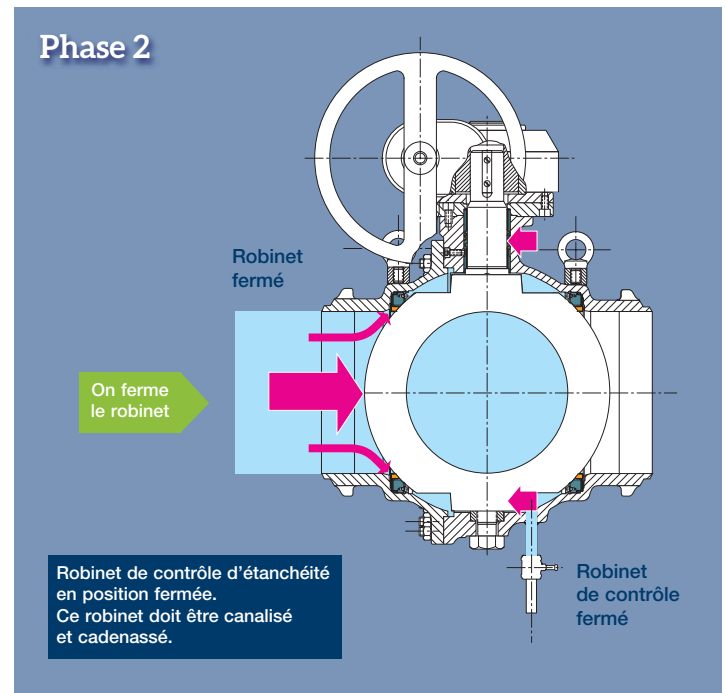 Phase 2
Robinet
fermé
On ferme
le robinet
Robinet de contrôle d'étanchéité
en position fermée.
Ce robinet doit être canalisé
et cadenassé.
Robinet
de contrôle
fermé